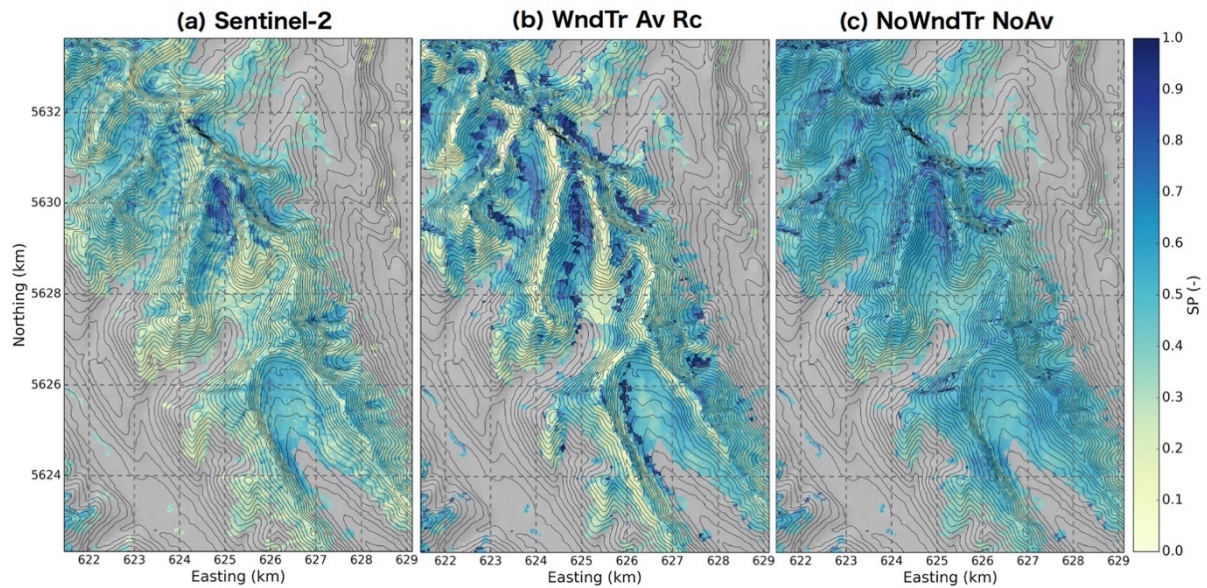 (a) Sentinel-2
(b) WndTr Av Rc
(c) NoWndTr NoAv
5632
5630
5628
5626
5624
Northing (km)
622 623 624 625 626 627 628 629
622 623 624 625 626 627 628 629
622 623 624 625 626 627 628 629
Easting (km)
Easting (km)
Easting (km)
1.0
0.9
0.8
0.7
0.6
0.5
0.4
0.3
0.2
0.1
0.0
SP (-)